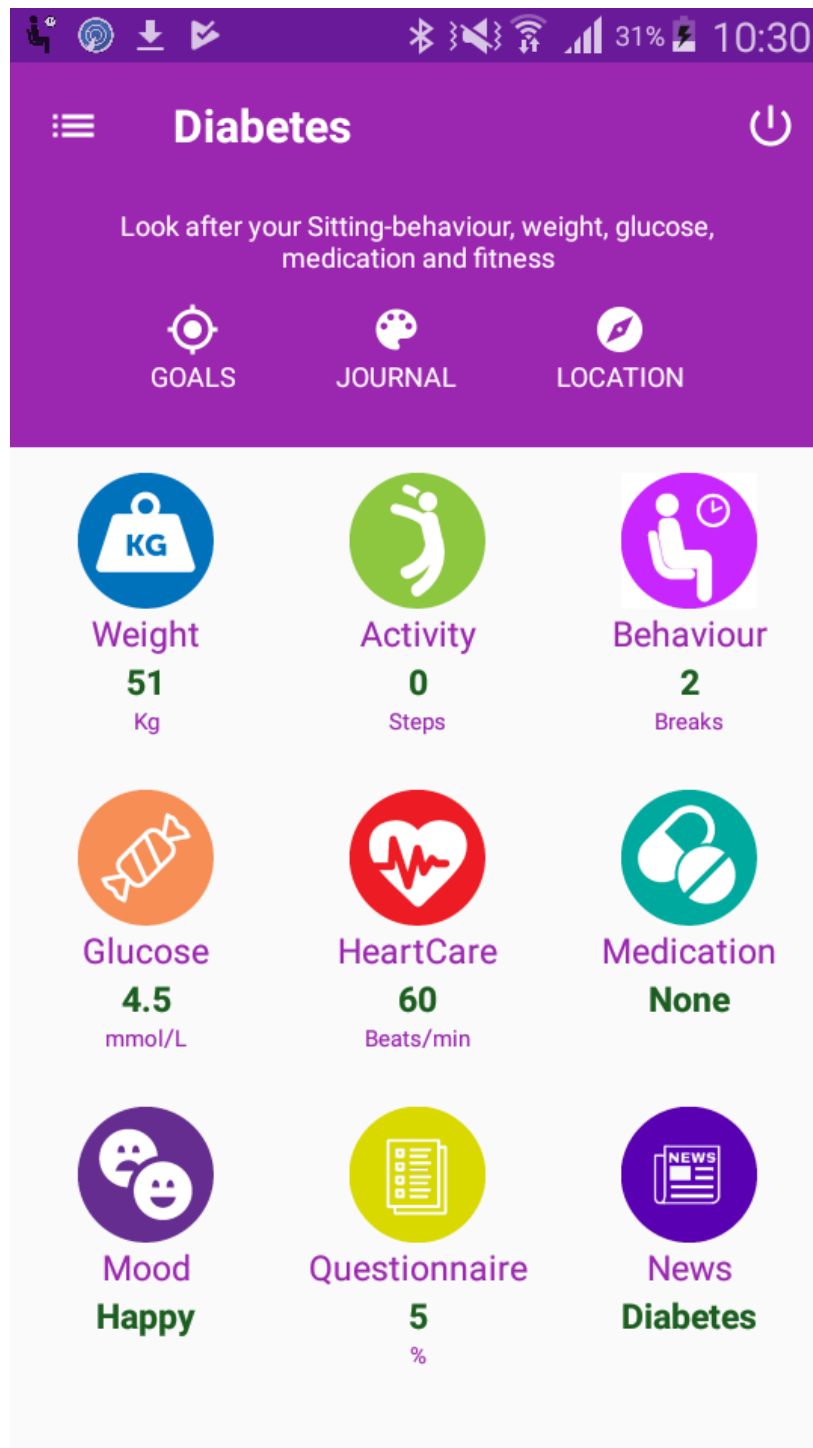 31% 10:30
Diabetes
Look after your Sitting-behaviour, weight, glucose,
medication and fitness
GOALS JOURNAL LOCATION
KG
Weight Activity Behaviour
51 0 2
Kg Steps Breaks
Glucose HeartCare Medication
4.5 60 None
mmol/L Beats/min
NEWS
Mood Questionnaire News
Happy 5 Diabetes
%